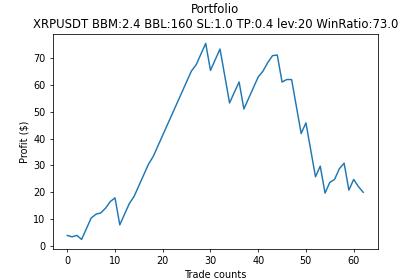 Portfolio
XRPUSDT BBM:2.4 BBL:160 SL:1.0 TP:0.4 lev:20 WinRatio:73.0
Profit ($)
70
60
50
40
30
20
10
0
0 10 20 30 40 50 60
Trade counts